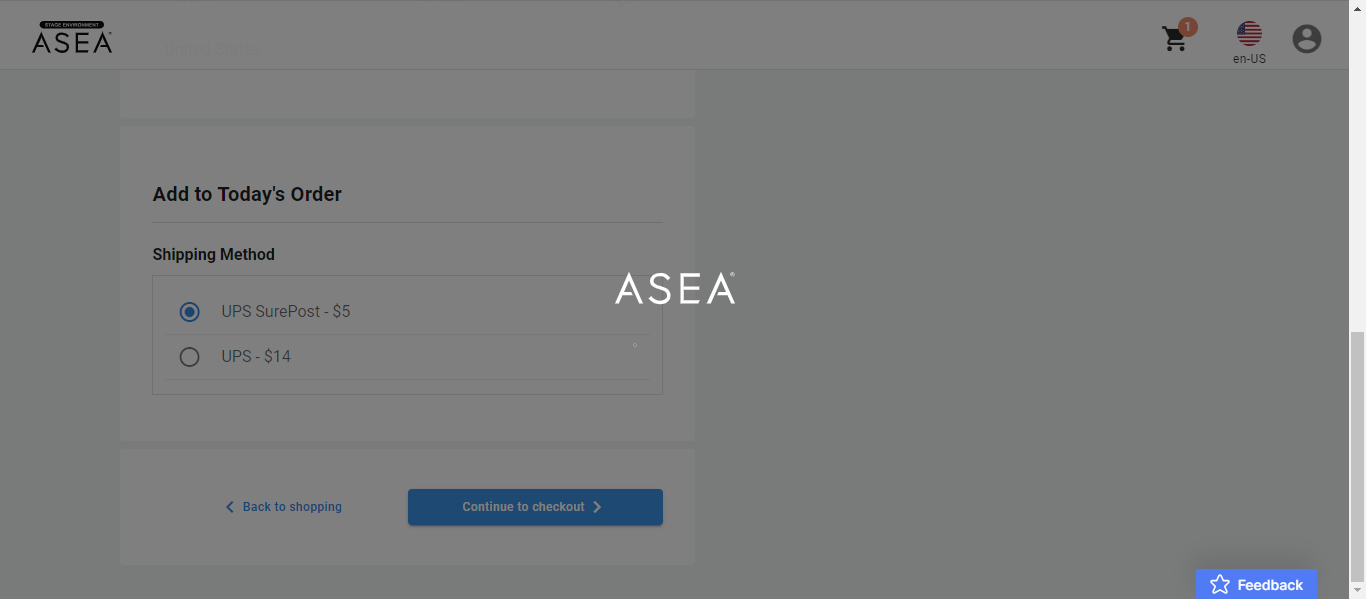 STAGE ENVIRONMENT
ASEA
United States
1
en-US
Add to Today's Order
Shipping Method
ASEA®
UPS SurePost - $5
UPS - $14
Back to shopping
Continue to checkout
Feedback